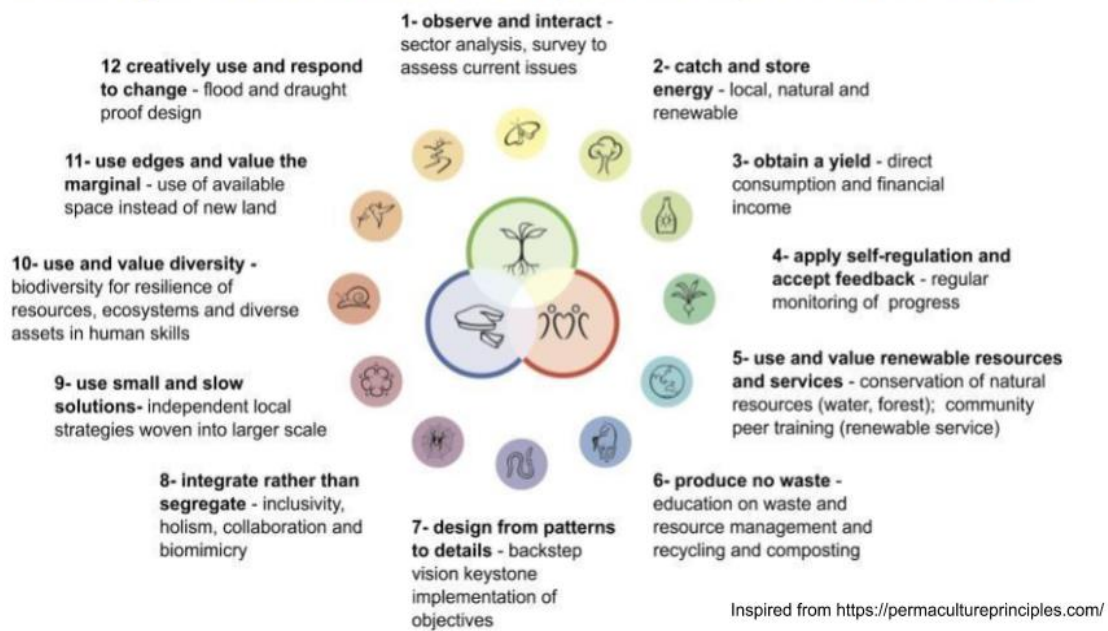 1- observe and interact -
sector analysis, survey to
assess current issues
2- catch and store
energy - local, natural and
renewable
3- obtain a yield - direct
consumption and financial
income
4- apply self-regulation and
accept feedback - regular
monitoring of progress
5- use and value renewable resources
and services - conservation of natural
resources (water, forest); community
peer training (renewable service)
6- produce no waste -
education on waste and
resource management and
recycling and composting
7- design from patterns
to details - backstep
vision keystone
implementation of
objectives
8- integrate rather than
segregate - inclusivity,
holism, collaboration and
biomimicry
9- use small and slow
solutions- independent local
strategies woven into larger scale
10- use and value diversity -
biodiversity for resilience of
resources, ecosystems and diverse
assets in human skills
11- use edges and value the
marginal - use of available
space instead of new land
12 creatively use and respond
to change - flood and draught
proof design
Inspired from https://permacultureprinciples.com/